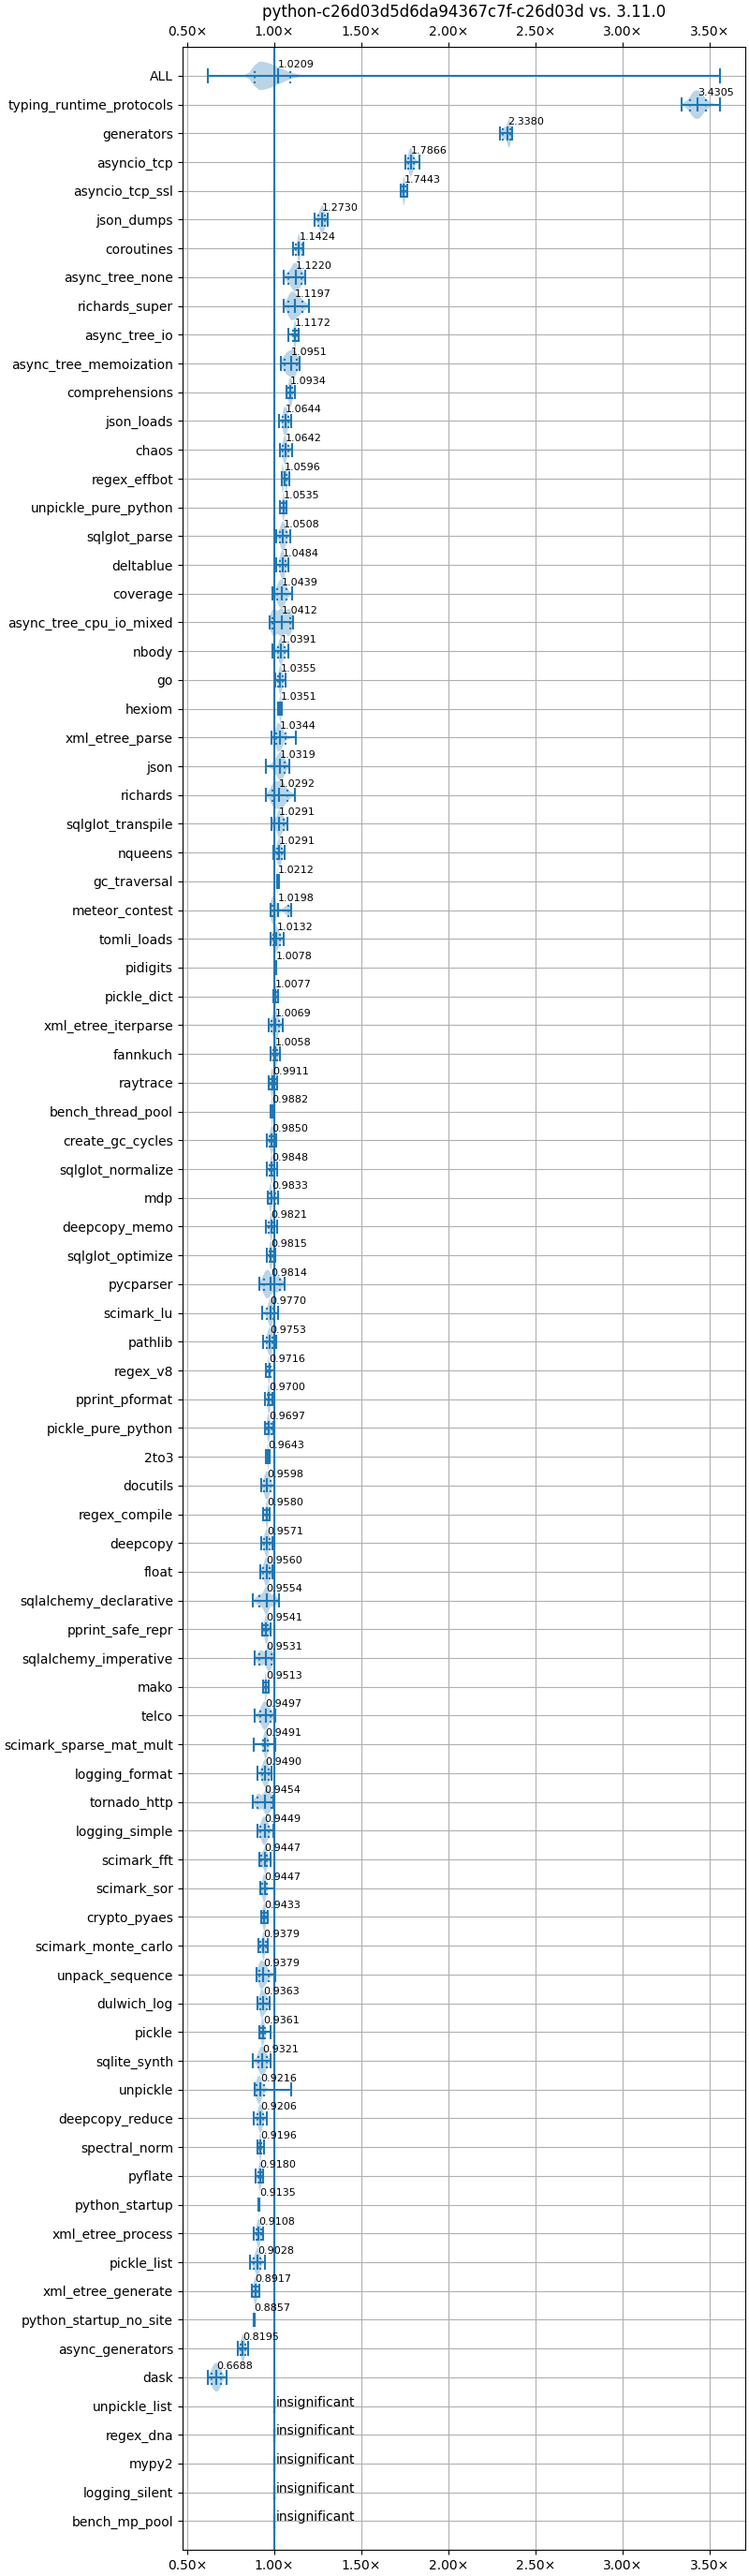 python-c26d03d5d6da94367c7f-c26d03d vs. 3.11.0
0.50× 1.00× 1.50× 2.00× 2.50× 3.00× 3.50×
ALL 1.0209
typing_runtime_protocols 3.4305
generators 2.3380
asyncio_tcp 1.7866
asyncio_tcp_ssl 1.7443
json_dumps 1.2730
coroutines 1.1424
async_tree_none 1.1220
richards_super 1.1197
async_tree_io 1.1172
async_tree_memoization 1.0951
comprehensions 1.0934
json_loads 1.0644
chaos 1.0642
regex_effbot 1.0596
unpickle_pure_python 1.0535
sqlglot_parse 1.0508
deltablue 1.0484
coverage 1.0439
async_tree_cpu_io_mixed 1.0412
nbody 1.0391
go 1.0355
hexiom 1.0351
xml_etree_parse 1.0344
json 1.0319
richards 1.0292
sqlglot_transpile 1.0291
nqueens 1.0291
gc_traversal 1.0212
meteor_contest 1.0198
tomli_loads 1.0132
pidigits 1.0078
pickle_dict 1.0077
xml_etree_iterparse 1.0069
fannkuch 1.0058
raytrace 0.9911
bench_thread_pool 0.9882
create_gc_cycles 0.9850
sqlglot_normalize 0.9848
mdp 0.9833
deepcopy_memo 0.9821
sqlglot_optimize 0.9815
pycparser 0.9814
scimark_lu 0.9770
pathlib 0.9753
regex_v8 0.9716
pprint_pformat 0.9700
pickle_pure_python 0.9697
2to3 0.9643
docutils 0.9598
regex_compile 0.9580
deepcopy 0.9571
float 0.9560
sqlalchemy_declarative 0.9554
pprint_safe_repr 0.9541
sqlalchemy_imperative 0.9531
mako 0.9513
telco 0.9497
scimark_sparse_mat_mult 0.9491
logging_format 0.9490
tornado_http 0.9454
logging_simple 0.9449
scimark_fft 0.9447
scimark_sor 0.9447
crypto_pyaes 0.9433
scimark_monte_carlo 0.9379
unpack_sequence 0.9379
dulwich_log 0.9363
pickle 0.9361
sqlite_synth 0.9321
unpickle 0.9216
deepcopy_reduce 0.9206
spectral_norm 0.9196
pyflate 0.9180
python_startup 0.9135
xml_etree_process 0.9108
pickle_list 0.9028
xml_etree_generate 0.8917
python_startup_no_site 0.8857
async_generators 0.8195
dask 0.6688
unpickle_list insignificant
regex_dna insignificant
mypy2 insignificant
logging_silent insignificant
bench_mp_pool insignificant
0.50× 1.00× 1.50× 2.00× 2.50× 3.00× 3.50×